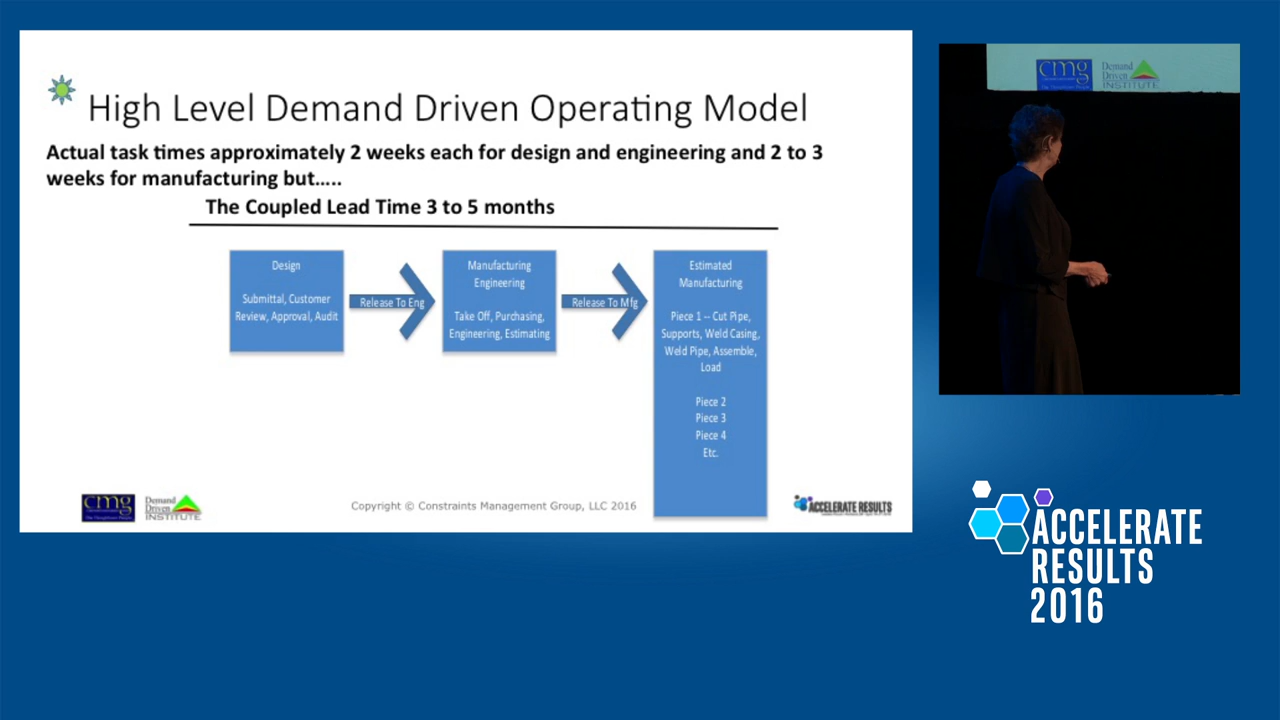 High Level Demand Driven Operating Model
Actual task times approximately 2 weeks each for design and engineering and 2 to 3
weeks for manufacturing but…..
The Coupled Lead Time 3 to 5 months
Design
Submittal, Customer
Review, Approval, Audit
Release To Eng
Manufacturing
Engineering
Take Off, Purchasing,
Engineering, Estimating
Release To Mfg
Estimated
Manufacturing
Piece 1 -- Cut Pipe,
Supports, Weld Casing,
Weld Pipe, Assemble,
Load
Piece 2
Piece 3
Piece 4
Etc.
cmg
Demand
Driven
INSTITUTE
Copyright © Constraints Management Group, LLC 2016
ACCELERATE RESULTS
cmg
Demand
Driven
INSTITUTE
ACCELERATE
RESULTS
2016